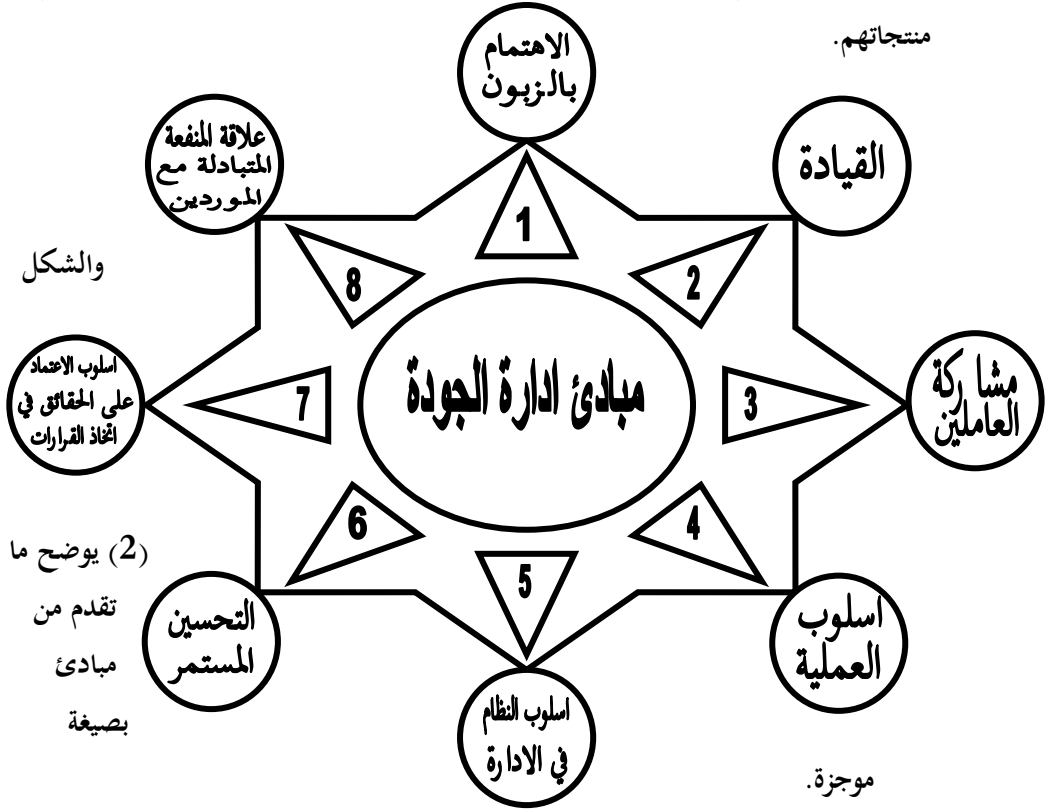 منتجاتهم.
الاهتمام
بالزبون
القيادة
علاقة المنفعة
المتبادلة مع
الموردين
1
2
8
والشكل
مشاركة
العاملين
3
مبادئ ادارة الجودة
7
اسلوب الاعتماد
على الحقائق في
اتخاذ القرارات
4
6
5
(2) يوضح ما
تقدم من
مبادئ
بصيغة
اسلوب
العملية
التحسين
المستمر
اسلوب النظام
في الادارة
موجزة.